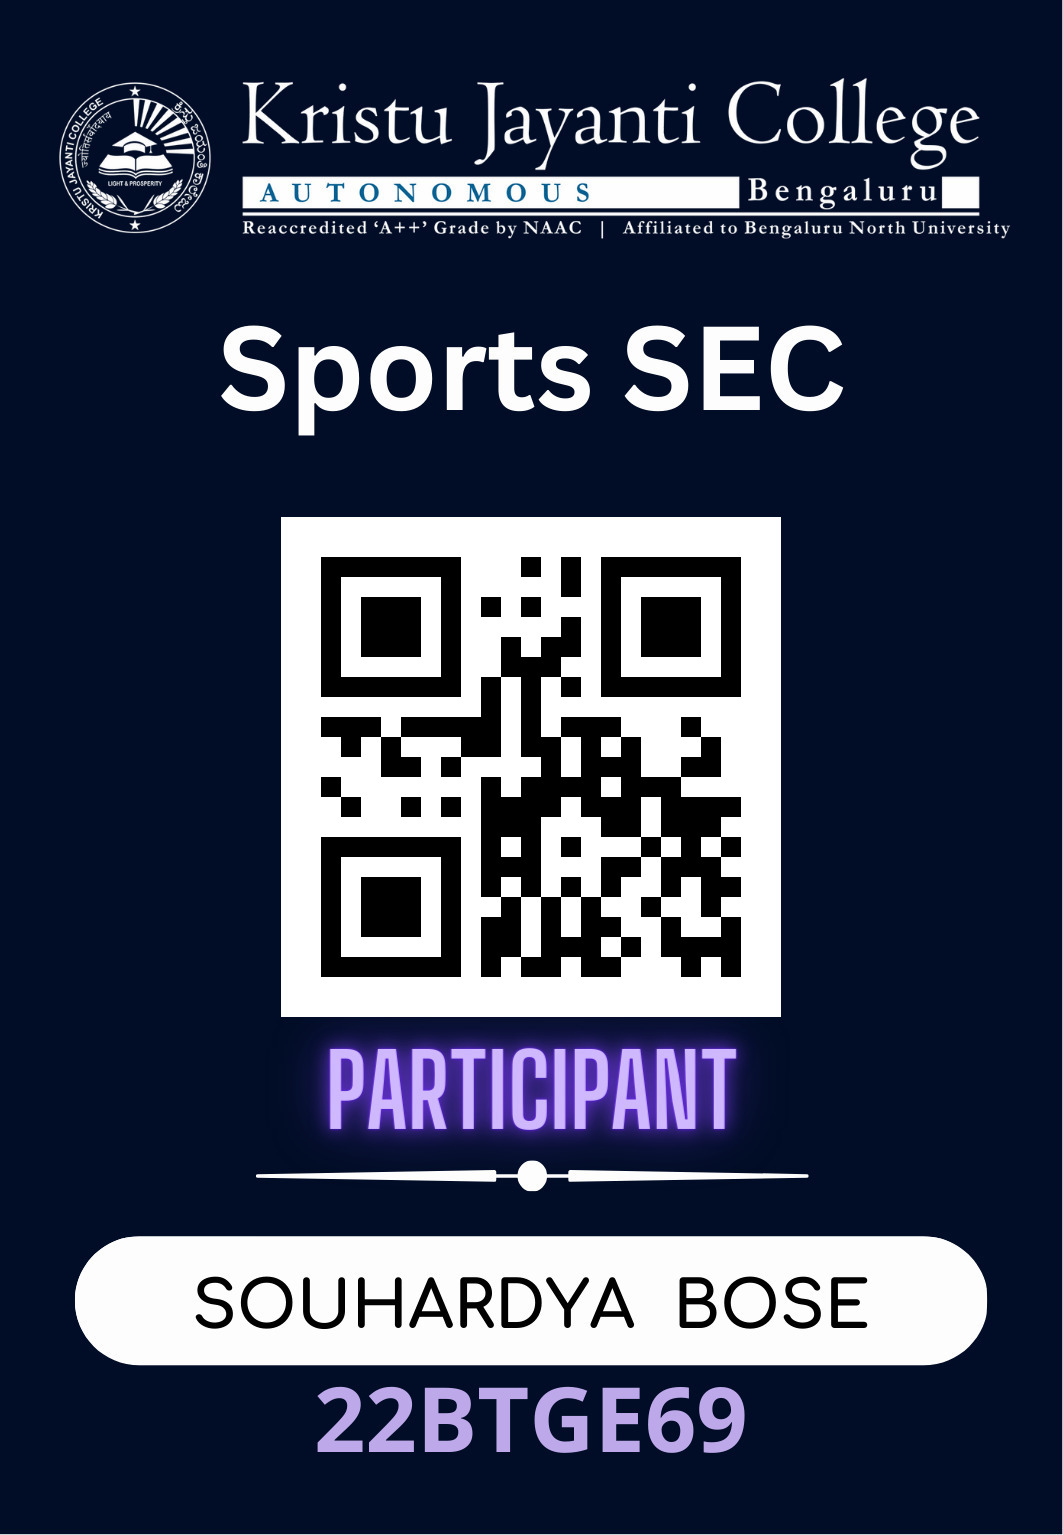 Kristu Jayanti College
AUTONOMOUS Bengaluru
Reaccredited ‘A++’ Grade by NAAC | Affiliated to Bengaluru North University
KRISTU JAYANTI COLLEGE
ಕ್ರಿಸ್ತು ಜಯಂತಿ ಕಾಲೇಜು
LIGHT & PROSPERITY
Sports SEC
PARTICIPANT
SOUHARDYA BOSE
22BTGE69